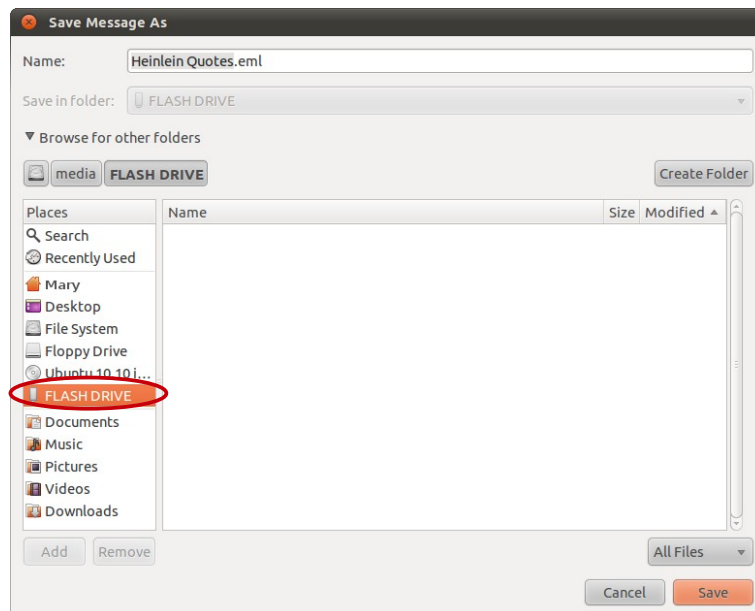 Save Message As
Name: Heinlein Quotes.eml
Save in folder: FLASH DRIVE
Browse for other folders
media FLASH DRIVE Create Folder
Places Name Size Modified
Search
Recently Used
Mary
Desktop
File System
Floppy Drive
Ubuntu 10.10 i...
FLASH DRIVE
Documents
Music
Pictures
Videos
Downloads
Add Remove All Files
Cancel Save